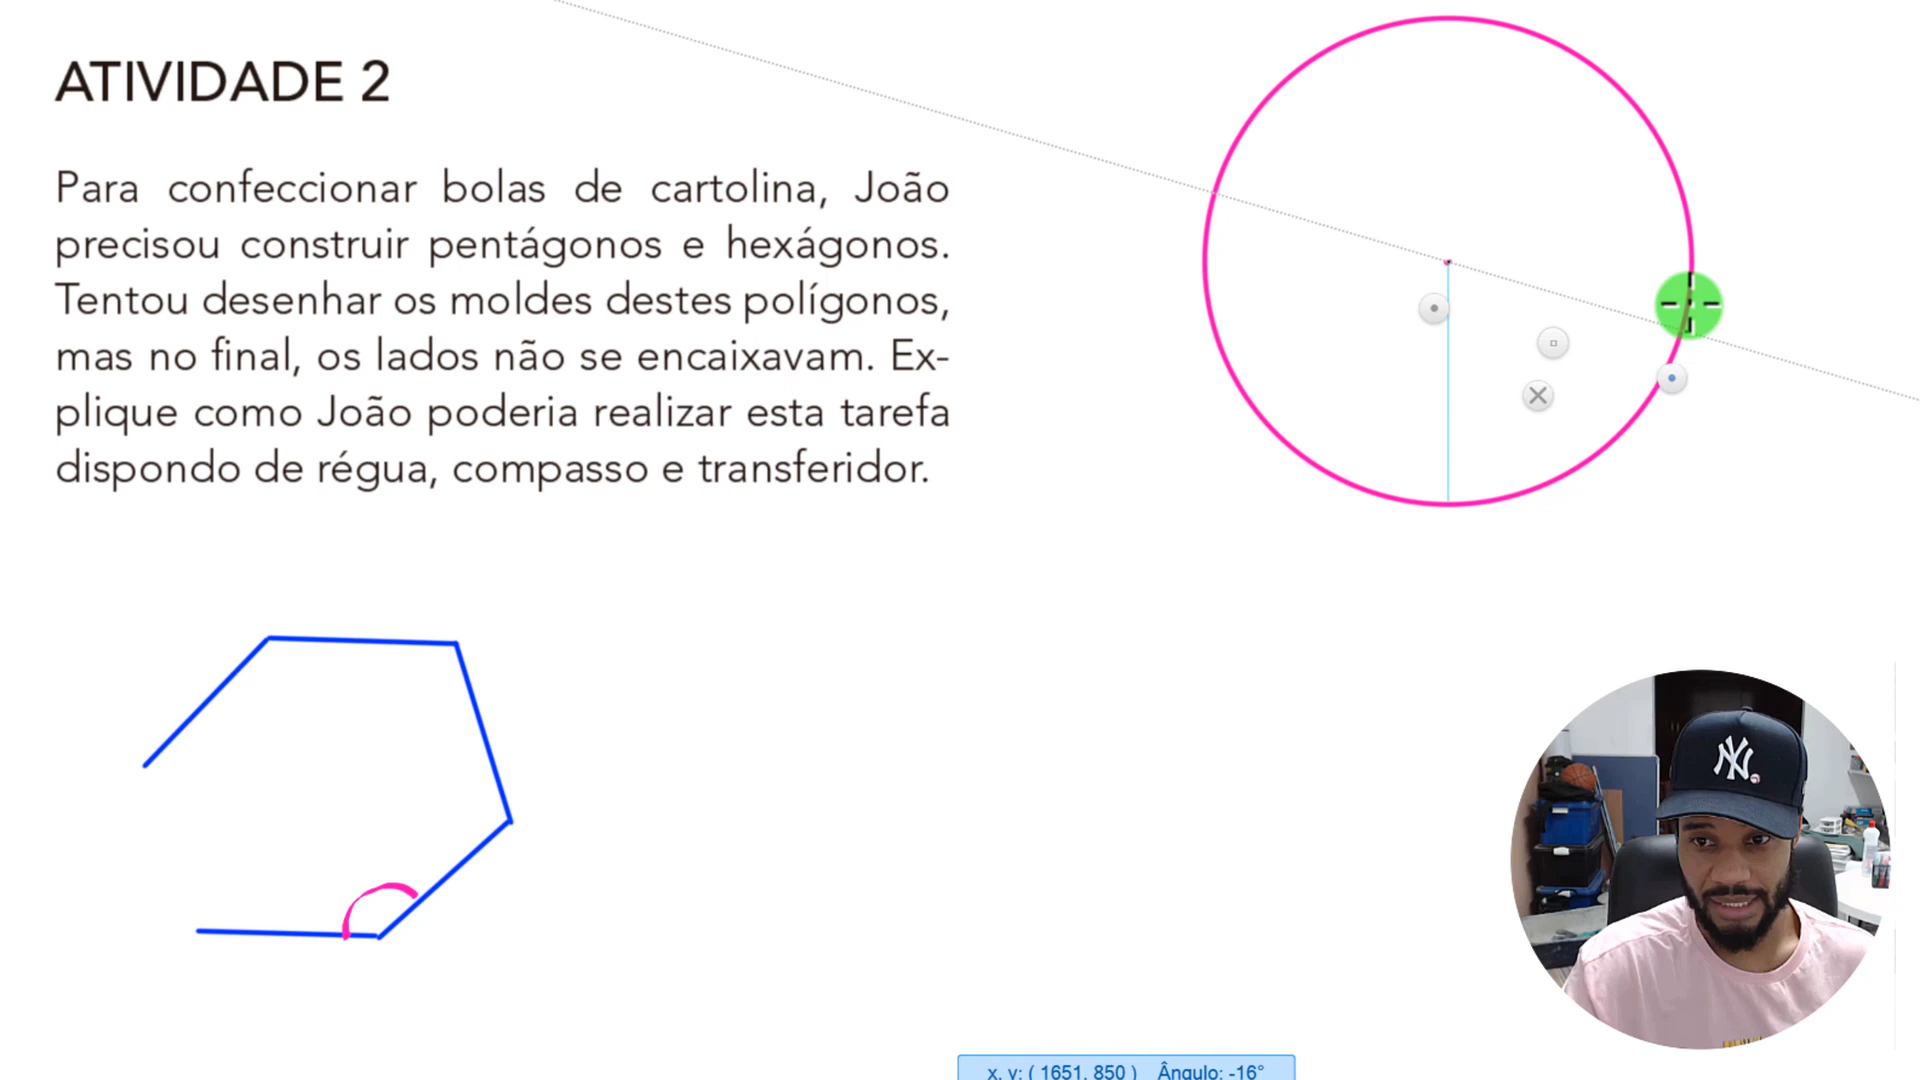 ATIVIDADE 2
Para confeccionar bolas de cartolina, João
precisou construir pentágonos e hexágonos.
Tentou desenhar os moldes destes polígonos,
mas no final, os lados não se encaixavam. Ex-
plique como João poderia realizar esta tarefa
dispondo de régua, compasso e transferidor.
NY
x, y: ( 1651, 850 ) Ângulo: -16°